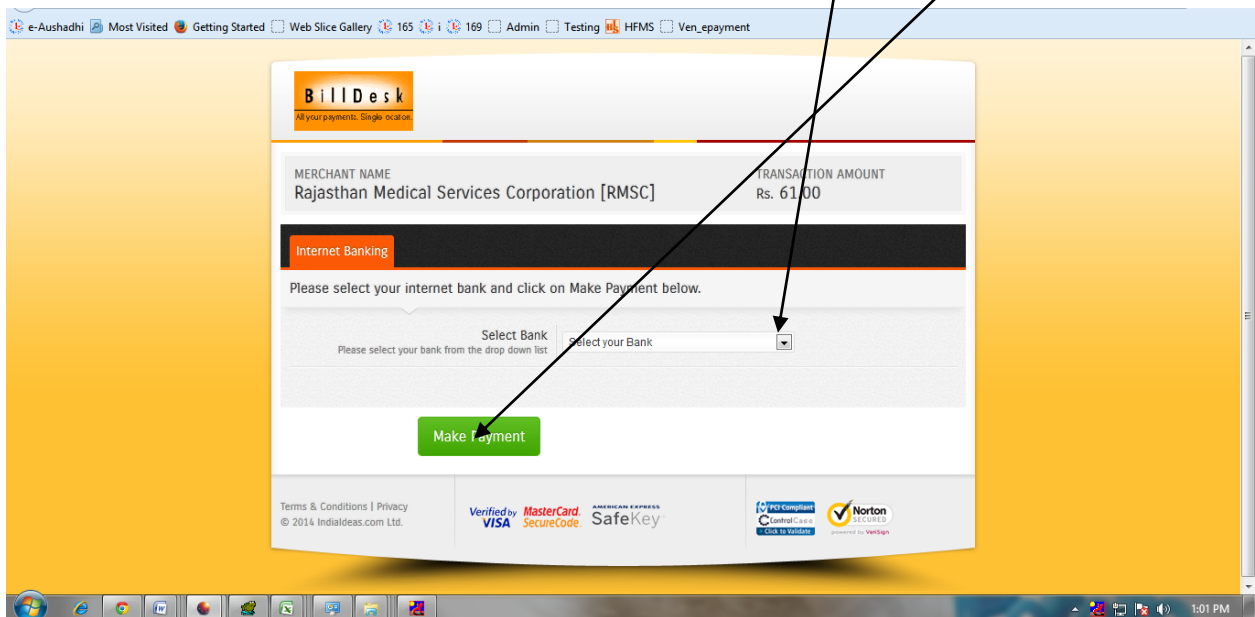 e-Aushadhi Most Visited Getting Started Web Slice Gallery 165 i 169 Admin Testing HFMS Ven_epayment
BillDesk
All your payments. Single ocation.
MERCHANT NAME
Rajasthan Medical Services Corporation [RMSC]
TRANSACTION AMOUNT
Rs. 61.00
Internet Banking
Please select your internet bank and click on Make Payment below.
Select Bank
Please select your bank from the drop down list
Select your Bank
Make Payment
Terms & Conditions | Privacy
© 2014 IndiaIdeas.com Ltd.
Verified by
VISA
MasterCard.
SecureCode.
AMERICAN EXPRESS
SafeKey
PCI Compliant
ControlCase
Click to Validate
Norton
SECURED
powered by VeriSign
1:01 PM